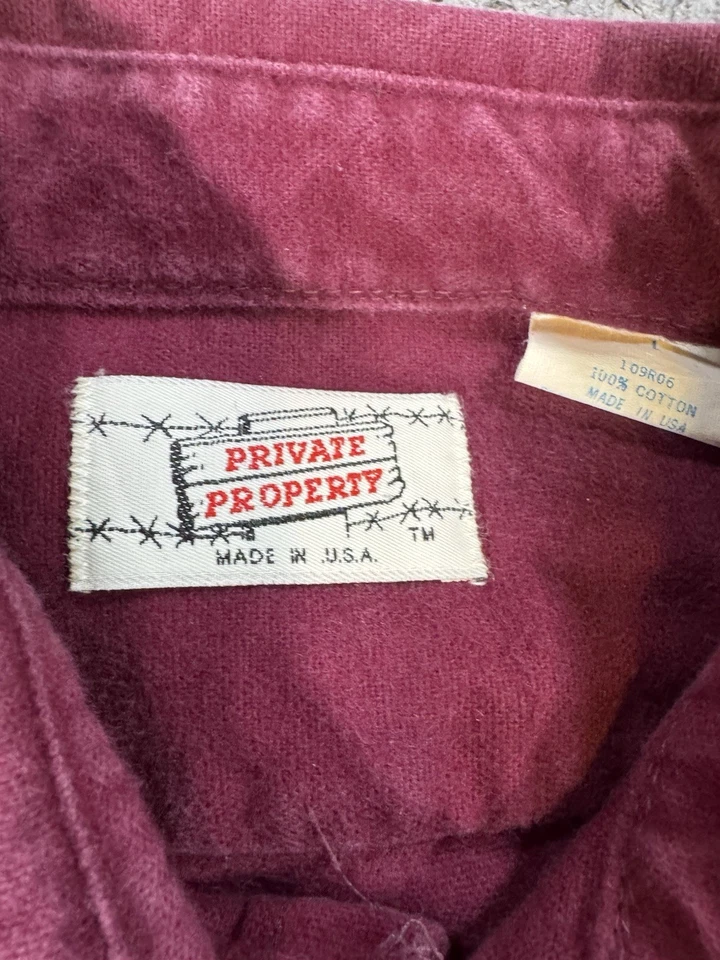 PRIVATE
PROPERTY
TM
MADE IN U.S.A.
L
109R06
100% COTTON
MADE IN USA